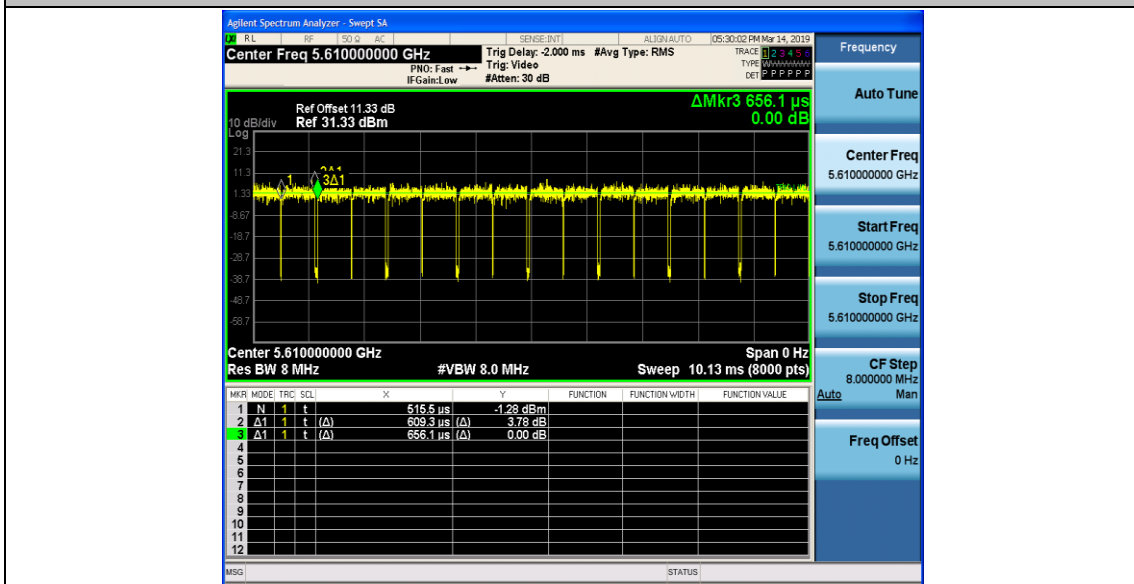 Agilent Spectrum Analyzer - Swept SA
RL RF 50 Ω AC SENSE:INT ALIGN AUTO 05:30:02 PM Mar 14, 2019
Center Freq 5.610000000 GHz Trig Delay: -2.000 ms #Avg Type: RMS TRACE 1 2 3 4 5 6
PNO: Fast Trig: Video TYPE WWWWWW
IFGain:Low #Atten: 30 dB DET P P P P P P
Frequency
Auto Tune
Center Freq
5.610000000 GHz
Start Freq
5.610000000 GHz
Stop Freq
5.610000000 GHz
CF Step
8.000000 MHz
Auto Man
Freq Offset
0 Hz
ΔMkr3 656.1 µs
0.00 dB
Ref Offset 11.33 dB
10 dB/div Ref 31.33 dBm
Log
21.3
11.3
1.33
-8.67
-18.7
-28.7
-38.7
-48.7
-58.7
1
3Δ1
Center 5.610000000 GHz Span 0 Hz
Res BW 8 MHz #VBW 8.0 MHz Sweep 10.13 ms (8000 pts)
MKR MODE TRC SCL X Y FUNCTION FUNCTION WIDTH FUNCTION VALUE
1 N 1 t 515.5 µs -1.28 dBm
2 Δ1 1 t (Δ) 609.3 µs (Δ) 3.78 dB
3 Δ1 1 t (Δ) 656.1 µs (Δ) 0.00 dB
4
5
6
7
8
9
10
11
12
MSG STATUS